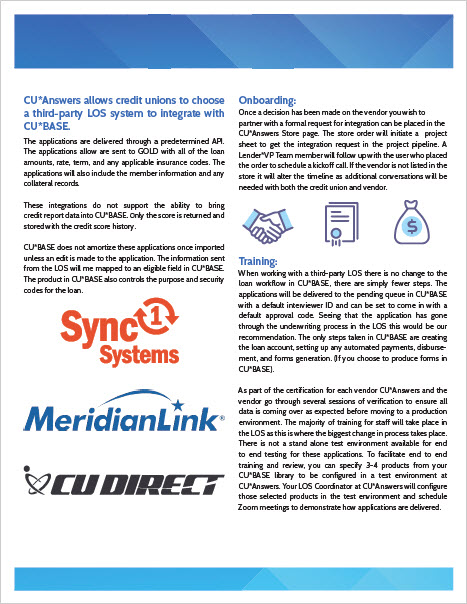 CU*Answers allows credit unions to choose
a third-party LOS system to integrate with
CU*BASE.
The applications are delivered through a predetermined API.
The applications allow are sent to GOLD with all of the loan
amounts, rate, term, and any applicable insurance codes. The
applications will also include the member information and any
collateral records.
These integrations do not support the ability to bring
credit report data into CU*BASE. Only the score is returned and
stored with the credit score history.
CU*BASE does not amortize these applications once imported
unless an edit is made to the application. The information sent
from the LOS will me mapped to an eligible field in CU*BASE.
The product in CU*BASE also controls the purpose and security
codes for the loan.
Sync1
Systems
MeridianLink®
CU DIRECT
Onboarding:
Once a decision has been made on the vendor you wish to
partner with a formal request for integration can be placed in the
CU*Answers Store page. The store order will initiate a project
sheet to get the integration request in the project pipeline. A
Lender*VP Team member will follow up with the user who placed
the order to schedule a kickoff call. If the vendor is not listed in the
store it will alter the timeline as additional conversations will be
needed with both the credit union and vendor.
$
Training:
When working with a third-party LOS there is no change to the
loan workflow in CU*BASE, there are simply fewer steps. The
applications will be delivered to the pending queue in CU*BASE
with a default interviewer ID and can be set to come in with a
default approval code. Seeing that the application has gone
through the underwriting process in the LOS this would be our
recommendation. The only steps taken in CU*BASE are creating
the loan account, setting up any automated payments, disburse-
ment, and forms generation. (If you choose to produce forms in
CU*BASE).
As part of the certification for each vendor CU*Answers and the
vendor go through several sessions of verification to ensure all
data is coming over as expected before moving to a production
environment. The majority of training for staff will take place in
the LOS as this is where the biggest change in process takes place.
There is not a stand alone test environment available for end
to end testing for these applications. To facilitate end to end
training and review, you can specify 3-4 products from your
CU*BASE library to be configured in a test environment at
CU*Answers. Your LOS Coordinator at CU*Answers will configure
those selected products in the test environment and schedule
Zoom meetings to demonstrate how applications are delivered.